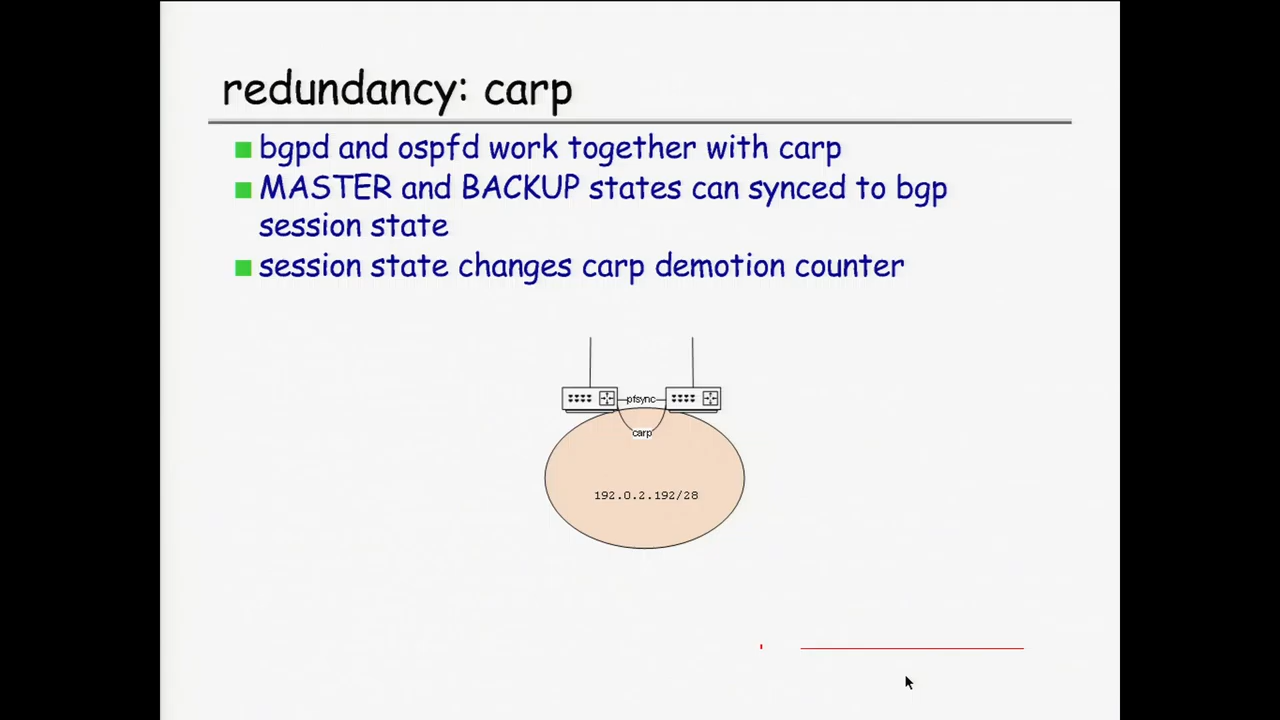 redundancy: carp
bgpd and ospfd work together with carp
MASTER and BACKUP states can synced to bgp
session state
session state changes carp demotion counter
pfsync
carp
192.0.2.192/28